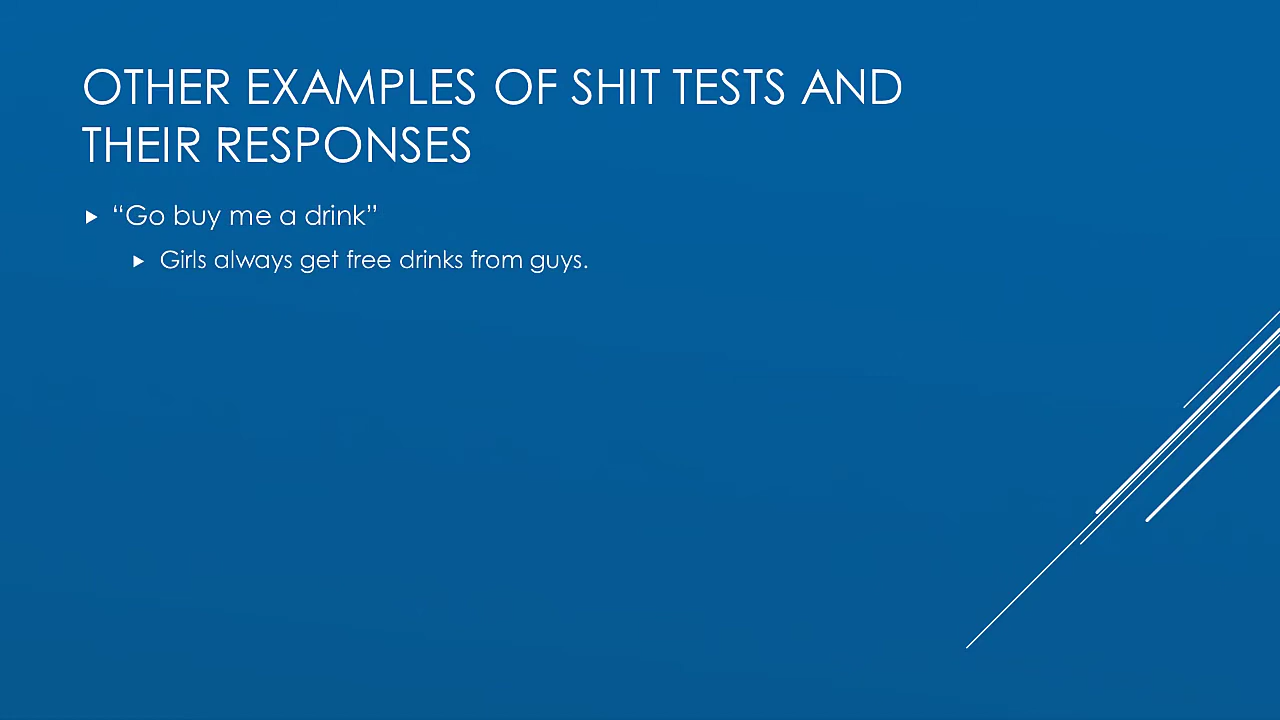 OTHER EXAMPLES OF SHIT TESTS AND
THEIR RESPONSES
“Go buy me a drink”
Girls always get free drinks from guys.